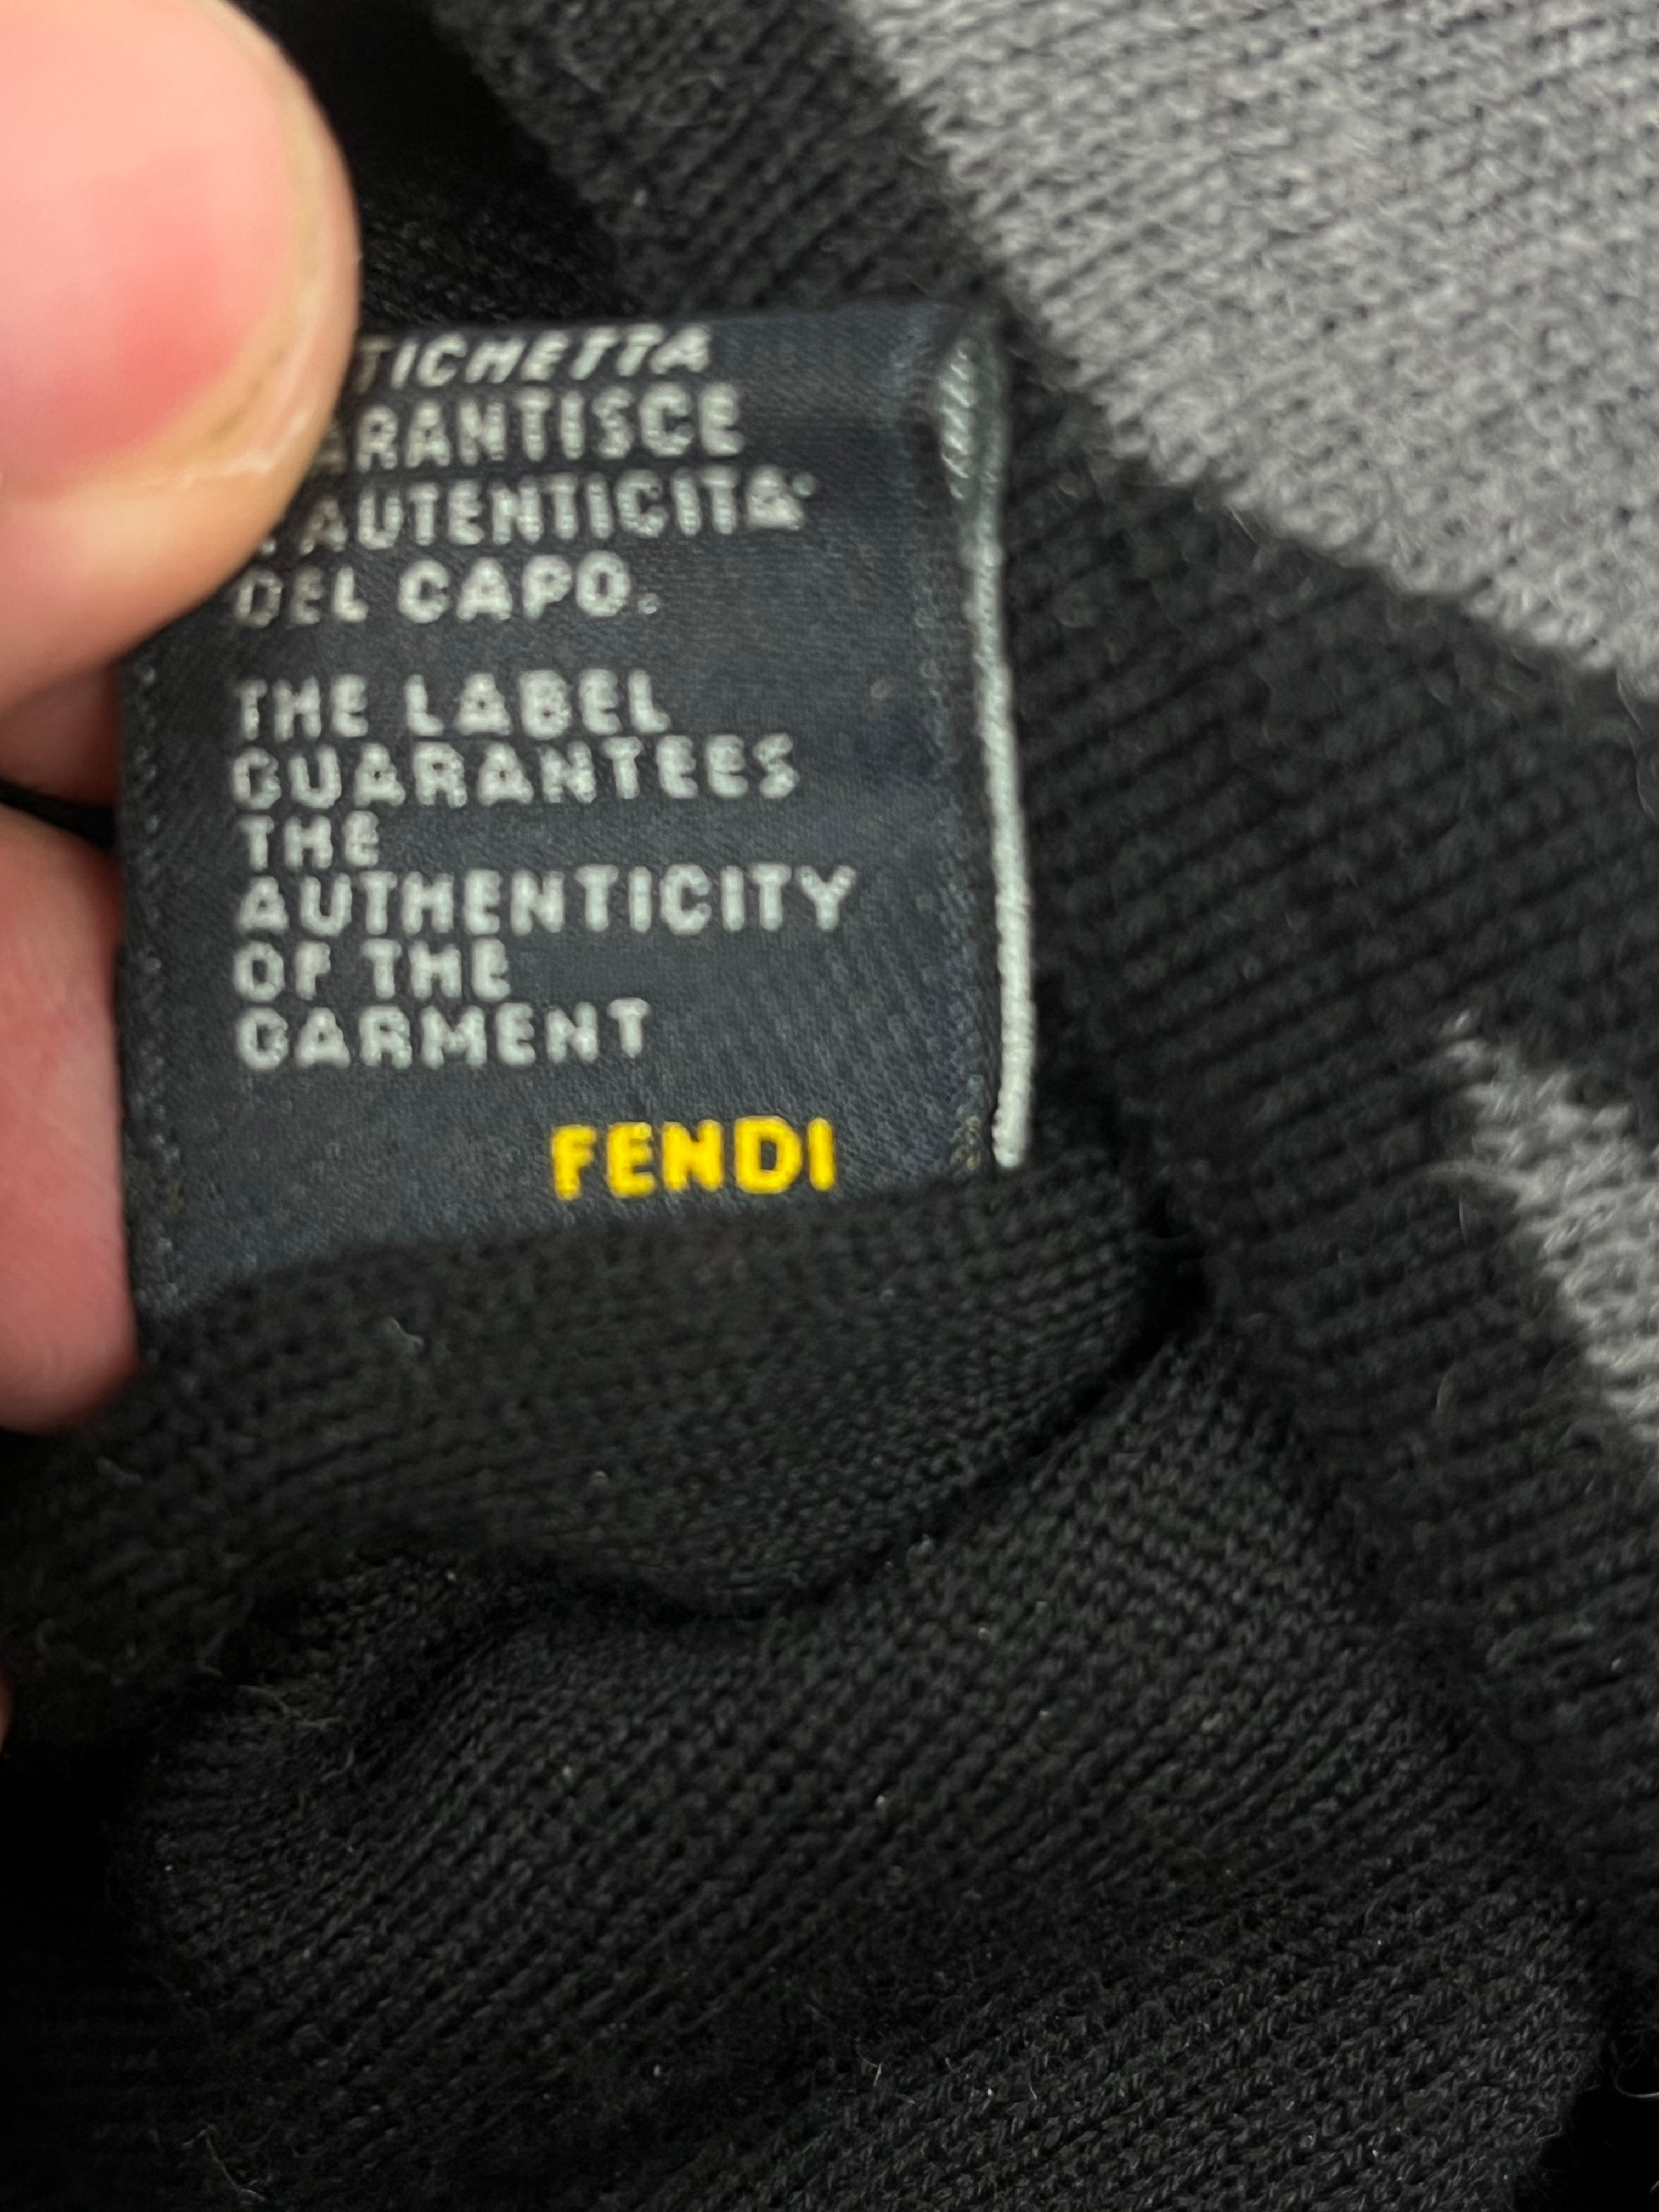 TICHETTA
ARANTISCE
'AUTENTICITA'
DEL CAPO.
THE LABEL
GUARANTEES
THE
AUTHENTICITY
OF THE
GARMENT
FENDI